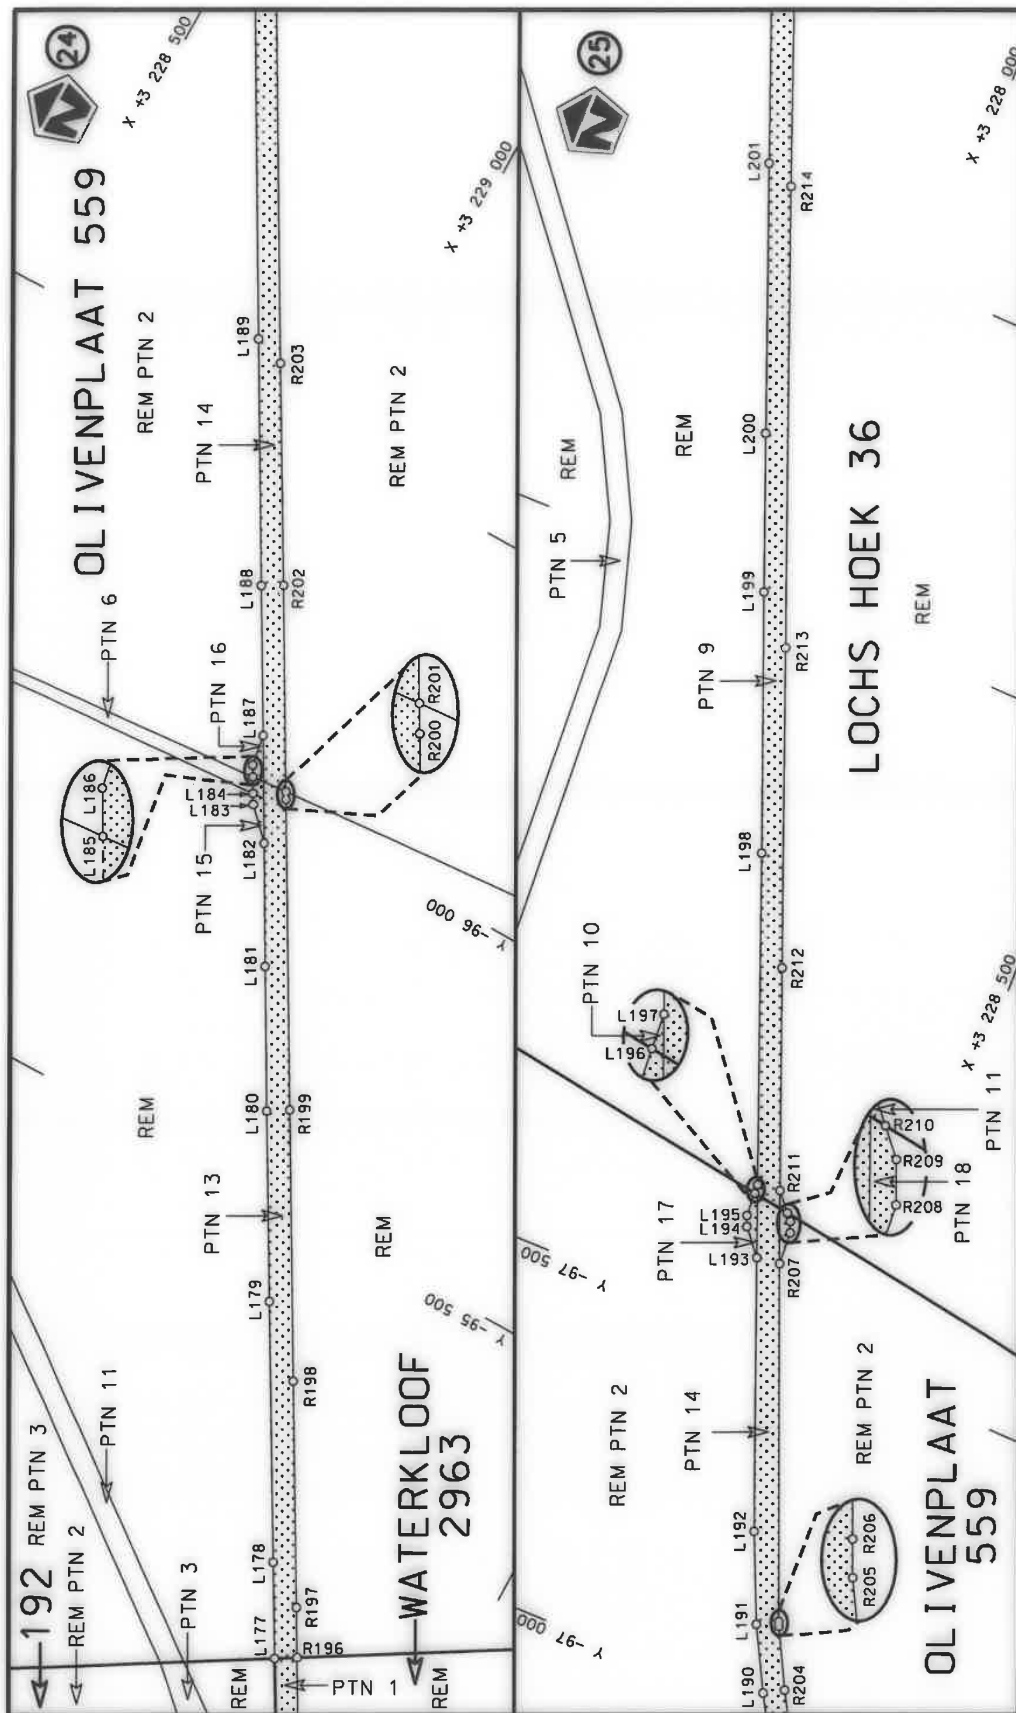 24
N
X +3 228 500
X +3 229 000
OLIVENPLAAT 559
REM PTN 2
L189
R203
PTN 14
REM PTN 2
PTN 6
L188
R202
PTN 16
L187
L186
L185
L184
L183
R201
R200
PTN 15
L182
Y -96 000
L181
REM
L180
R199
PTN 13
REM
L179
Y -95 500
R198
PTN 11
192
REM PTN 3
REM PTN 2
PTN 3
L178
WATERKLOOF
2963
L177
R197
R196
REM
PTN 1
REM
25
N
X +3 228 000
L201
R214
L200
REM
REM
LOCHS HOEK 36
PTN 5
L199
REM
PTN 9
R213
L198
PTN 10
R212
X +3 228 500
L197
L196
PTN 11
R210
R209
R208
PTN 18
R211
L195
L194
PTN 17
L193
R207
Y -97 500
REM PTN 2
PTN 14
REM PTN 2
OLIVENPLAAT
559
L192
R206
R205
L191
Y -97 000
L190
R204